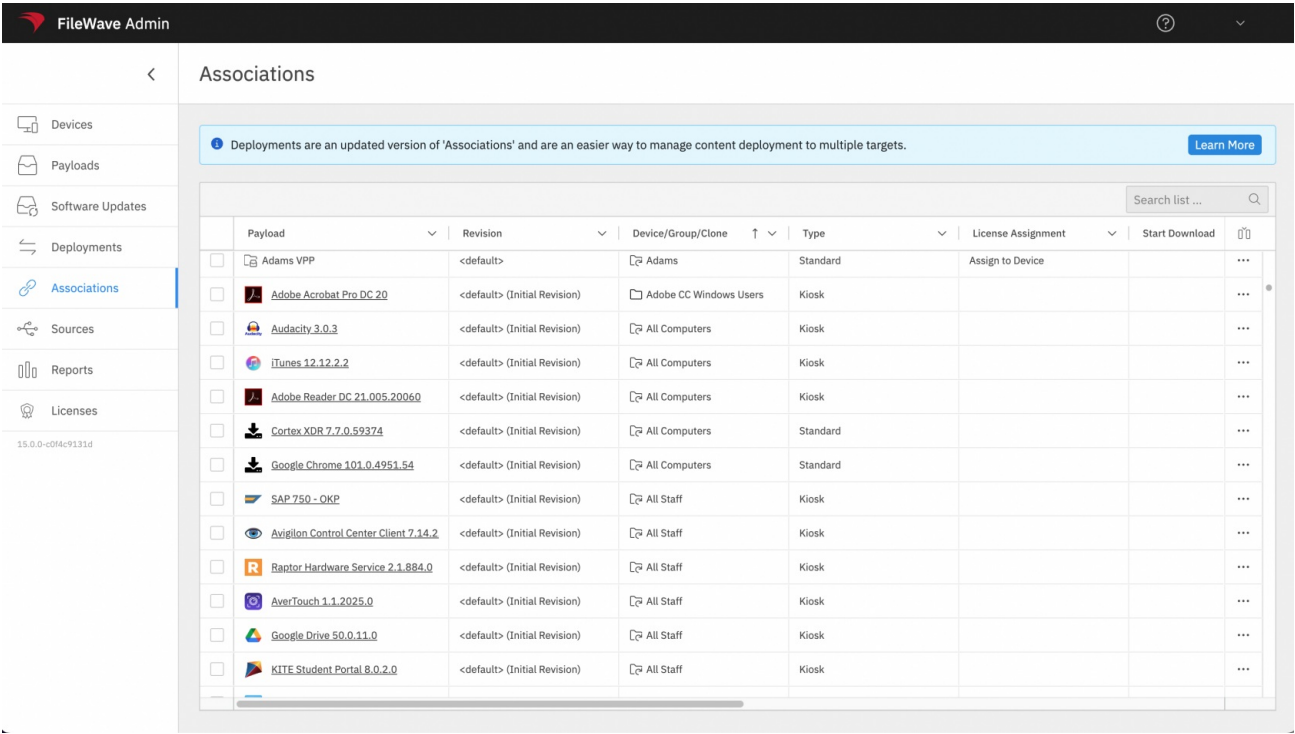 FileWave Admin
Associations
Devices
Payloads
Software Updates
Deployments
Associations
Sources
Reports
Licenses
15.0.0-c0f4c9131d
Deployments are an updated version of 'Associations' and are an easier way to manage content deployment to multiple targets. Learn More
Search list ...
Payload Revision Device/Group/Clone Type License Assignment Start Download
Adams VPP <default> Adams Standard Assign to Device
Adobe Acrobat Pro DC 20 <default> (Initial Revision) Adobe CC Windows Users Kiosk
Audacity 3.0.3 <default> (Initial Revision) All Computers Kiosk
iTunes 12.12.2.2 <default> (Initial Revision) All Computers Kiosk
Adobe Reader DC 21.005.20060 <default> (Initial Revision) All Computers Kiosk
Cortex XDR 7.7.0.59374 <default> (Initial Revision) All Computers Standard
Google Chrome 101.0.4951.54 <default> (Initial Revision) All Computers Standard
SAP 750 - OKP <default> (Initial Revision) All Staff Kiosk
Avigilon Control Center Client 7.14.2 <default> (Initial Revision) All Staff Kiosk
R Raptor Hardware Service 2.1.884.0 <default> (Initial Revision) All Staff Kiosk
AverTouch 1.1.2025.0 <default> (Initial Revision) All Staff Kiosk
Google Drive 50.0.11.0 <default> (Initial Revision) All Staff Kiosk
KITE Student Portal 8.0.2.0 <default> (Initial Revision) All Staff Kiosk